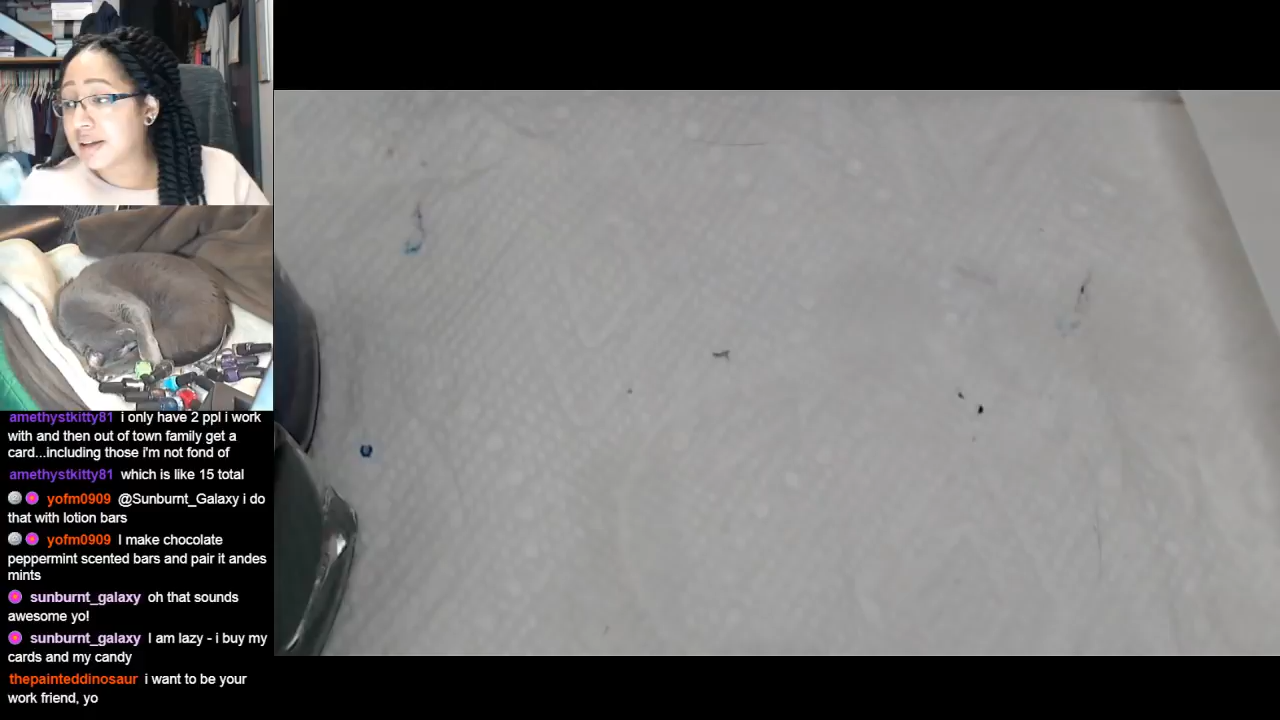 amethystkitty81 i only have 2 ppl i work
with and then out of town family get a
card...including those i'm not fond of
amethystkitty81 which is like 15 total
yofm0909 @Sunburnt_Galaxy i do
that with lotion bars
yofm0909 I make chocolate
peppermint scented bars and pair it andes
mints
sunburnt_galaxy oh that sounds
awesome yo!
sunburnt_galaxy I am lazy - i buy my
cards and my candy
thepainteddinosaur i want to be your
work friend, yo